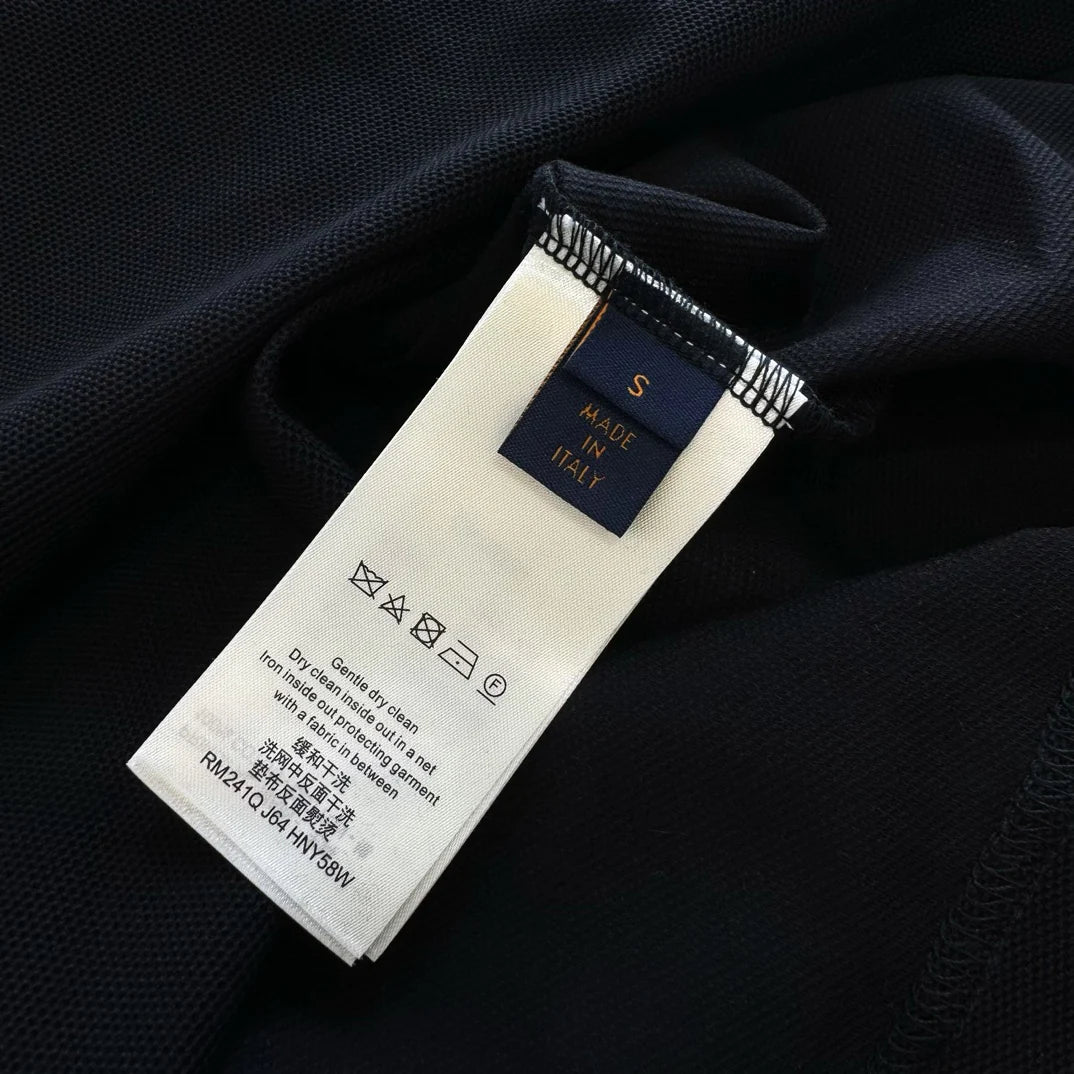 S
MADE
IN
ITALY
F
Gentle dry clean
Dry clean inside out in a net
Iron inside out protecting garment
with a fabric in between
缓和干洗
洗网中反面干洗
垫布反面熨烫
RM241Q J64 HNY58W